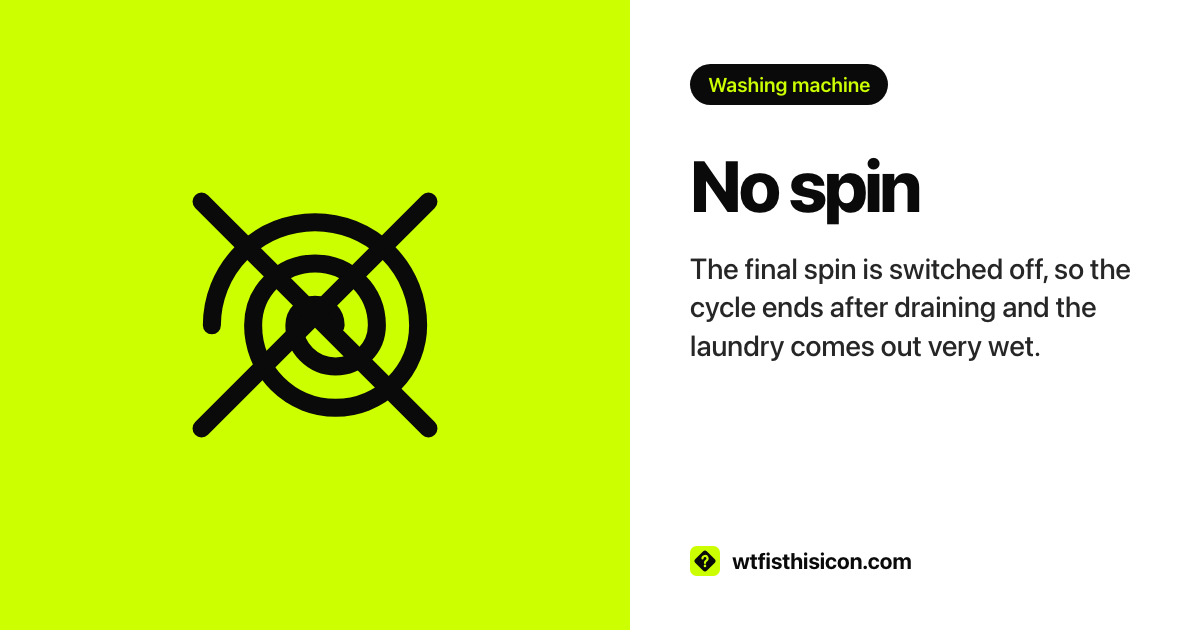 Washing machine
No spin
The final spin is switched off, so the
cycle ends after draining and the
laundry comes out very wet.
?
wtfisthisicon.com